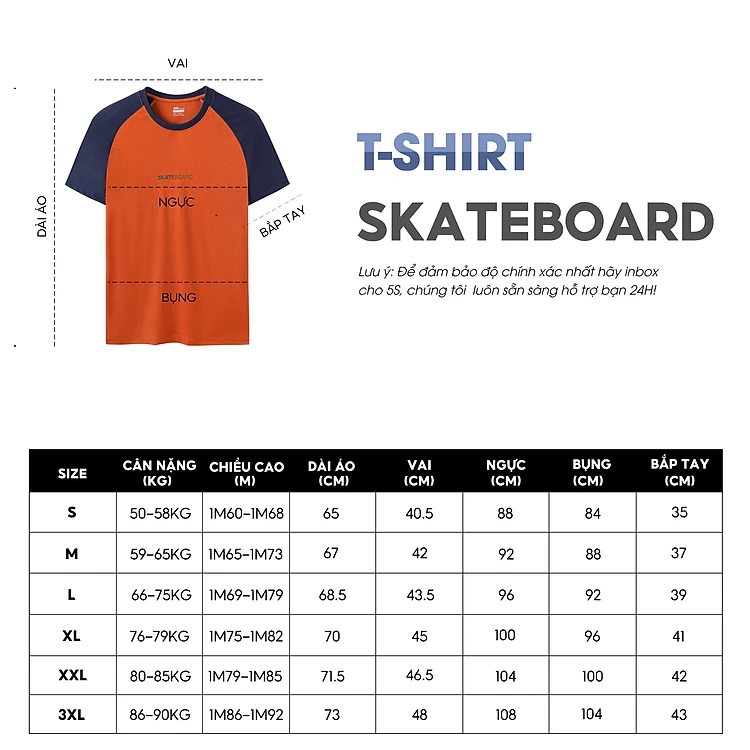 VAI
SKATEBOARD
NGỰC
BẮP TAY
DÀI ÁO
BỤNG
T-SHIRT
SKATEBOARD
Lưu ý: Để đảm bảo độ chính xác nhất hãy inbox
cho 5S, chúng tôi luôn sẵn sàng hỗ trợ bạn 24H!
SIZE CÂN NẶNG (KG) CHIỀU CAO (M) DÀI ÁO (CM) VAI (CM) NGỰC (CM) BỤNG (CM) BẮP TAY (CM)
S 50-58KG 1M60-1M68 65 40.5 88 84 35
M 59-65KG 1M65-1M73 67 42 92 88 37
L 66-75KG 1M69-1M79 68.5 43.5 96 92 39
XL 76-79KG 1M75-1M82 70 45 100 96 41
XXL 80-85KG 1M79-1M85 71.5 46.5 104 100 42
3XL 86-90KG 1M86-1M92 73 48 108 104 43